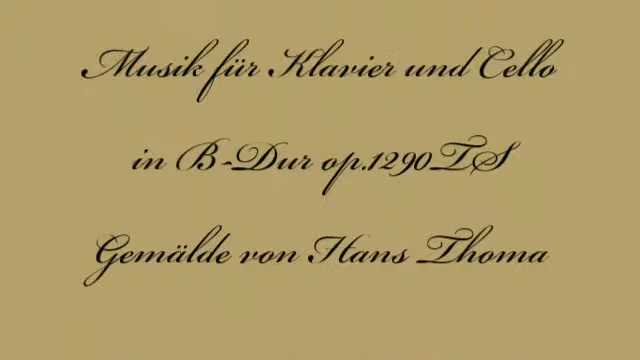 Musik für Klavier und Cello
in B-Dur op.1290TS
Gemälde von Hans Thoma